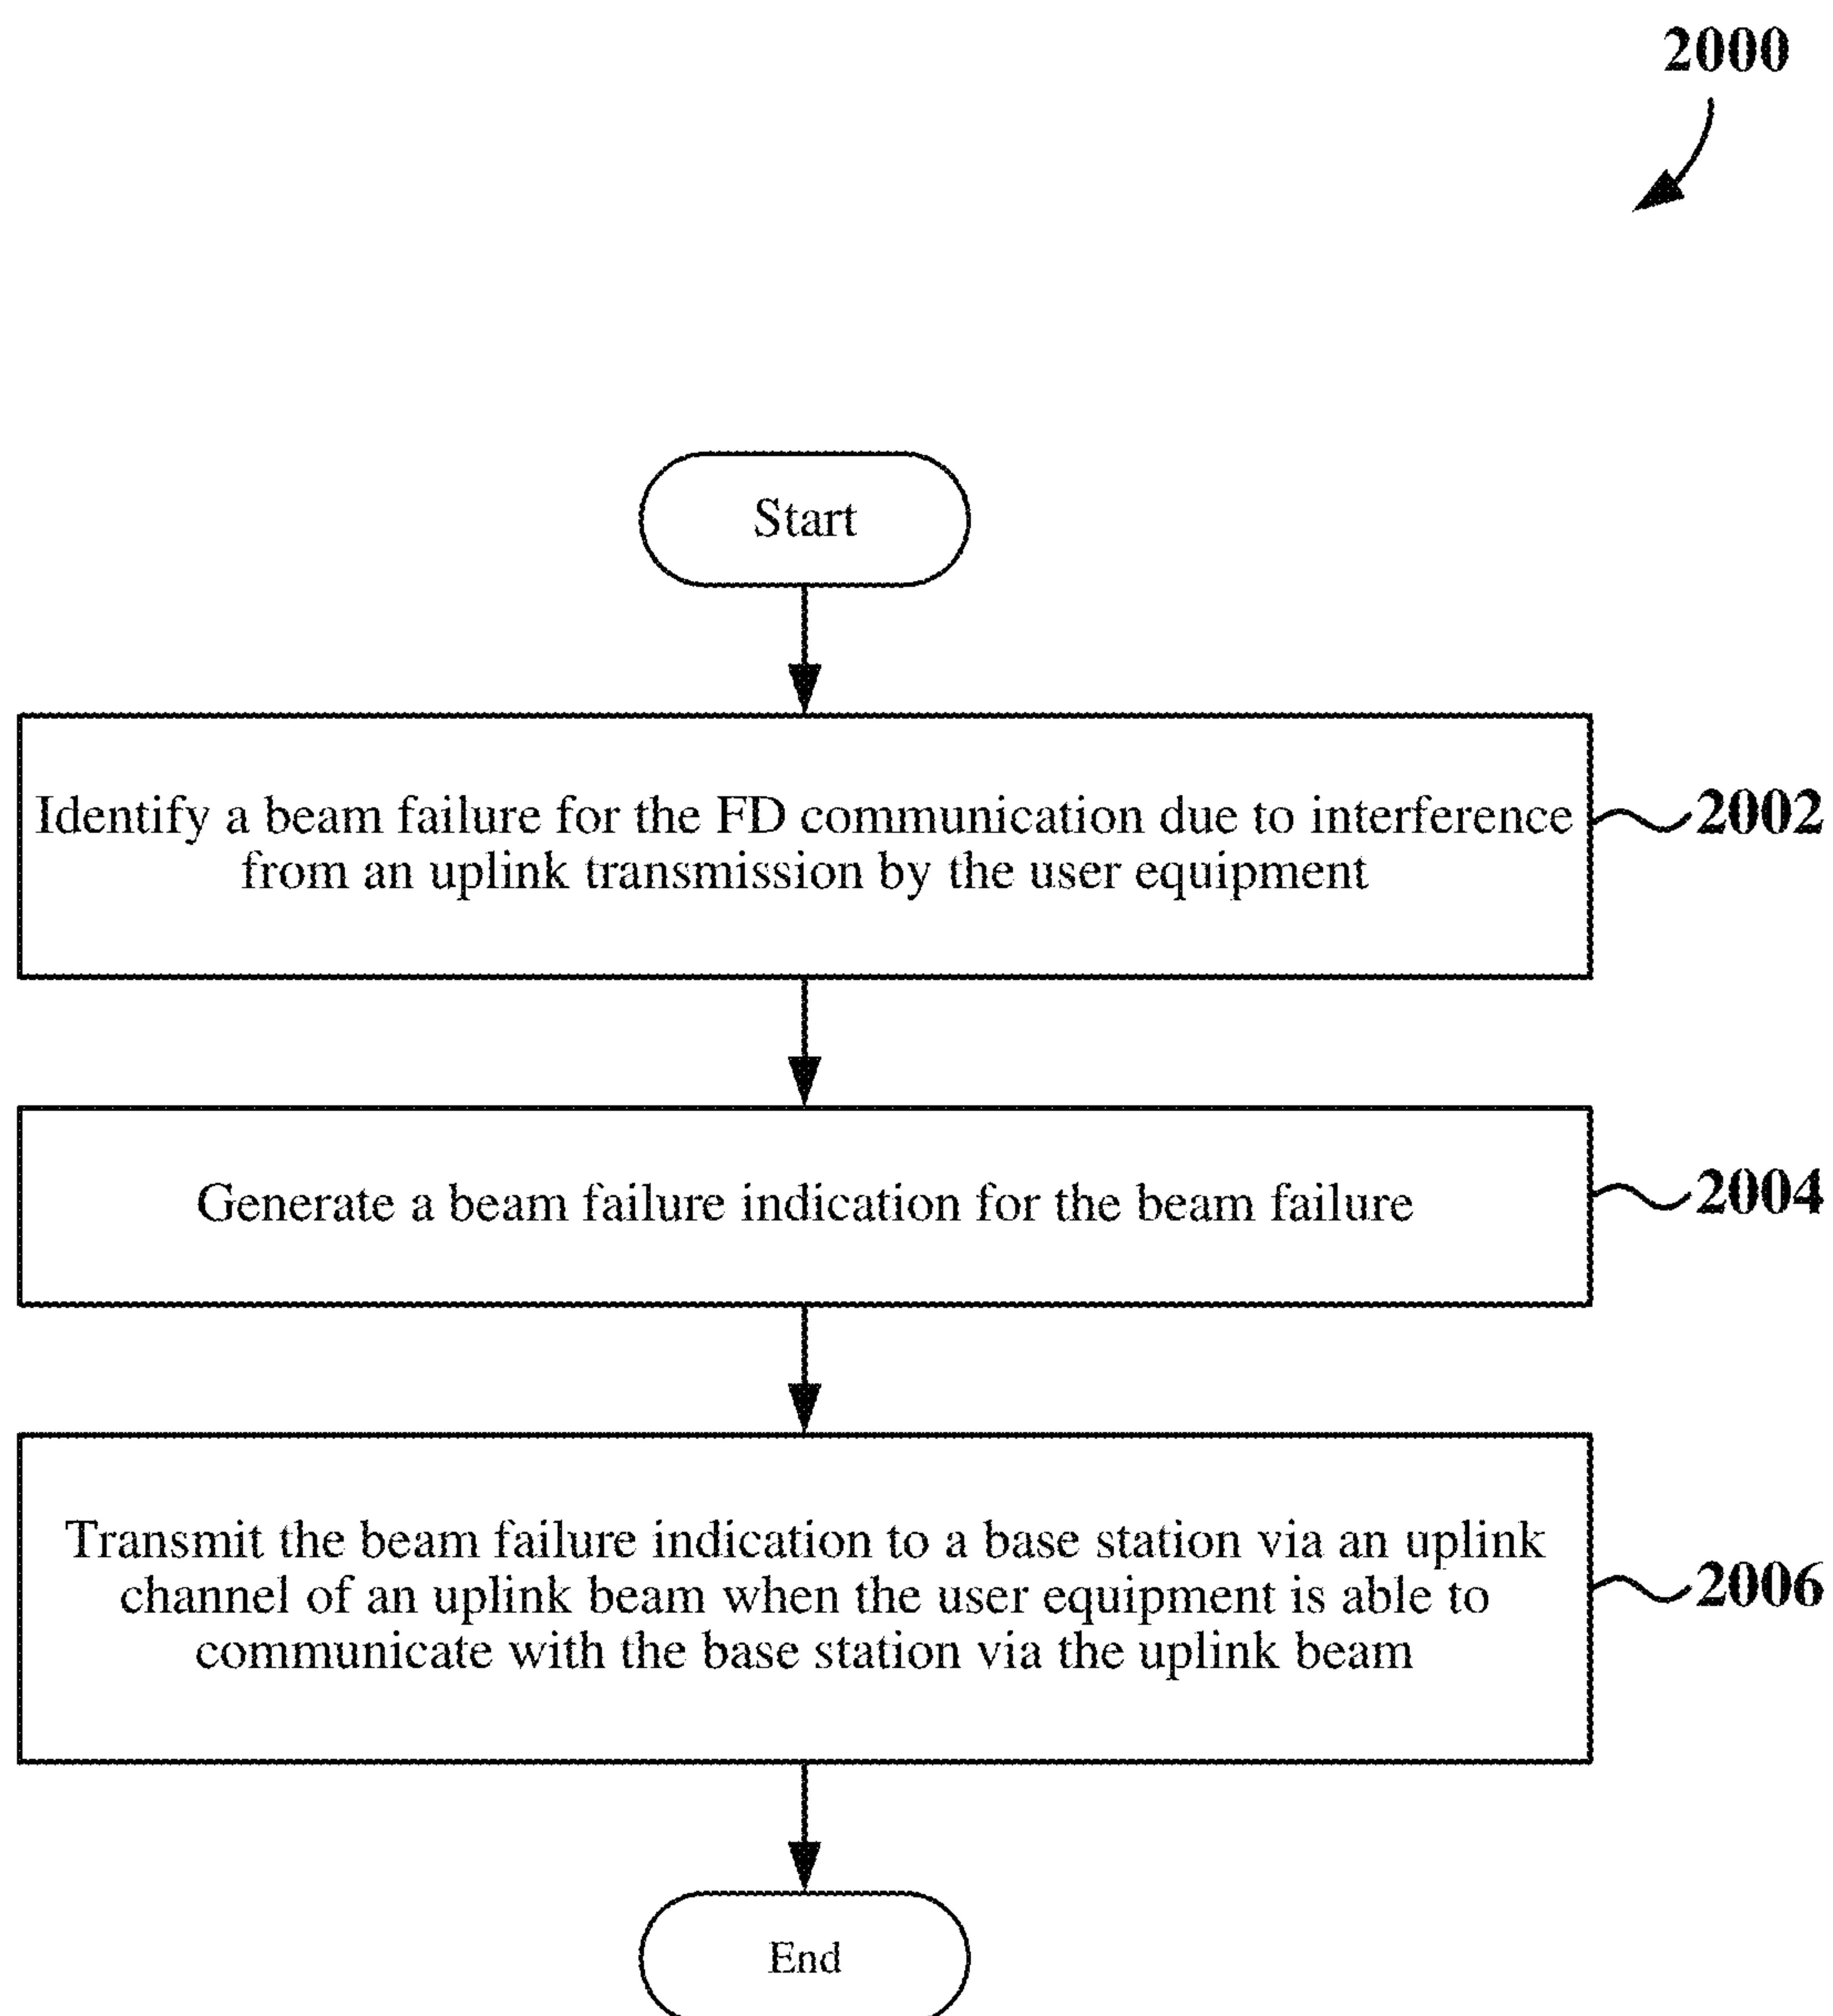 2000
Start
Identify a beam failure for the FD communication due to interference
from an uplink transmission by the user equipment
2002
Generate a beam failure indication for the beam failure
2004
Transmit the beam failure indication to a base station via an uplink
channel of an uplink beam when the user equipment is able to
communicate with the base station via the uplink beam
2006
End